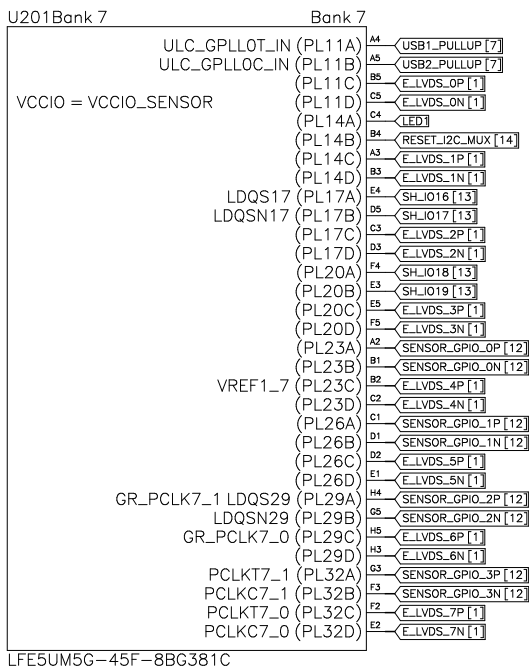 U201Bank 7 Bank 7
ULC_GPLL0T_IN (PL11A) A4 USB1_PULLUP [7]
ULC_GPLL0C_IN (PL11B) A5 USB2_PULLUP [7]
(PL11C) B5 E_LVDS_0P [1]
VCCIO = VCCIO_SENSOR (PL11D) C5 E_LVDS_0N [1]
(PL14A) C4 LED1
(PL14B) B4 RESET_I2C_MUX [14]
(PL14C) A3 E_LVDS_1P [1]
(PL14D) B3 E_LVDS_1N [1]
LDQS17 (PL17A) E4 SH_IO16 [13]
LDQSN17 (PL17B) D5 SH_IO17 [13]
(PL17C) C3 E_LVDS_2P [1]
(PL17D) D3 E_LVDS_2N [1]
(PL20A) F4 SH_IO18 [13]
(PL20B) E3 SH_IO19 [13]
(PL20C) E5 E_LVDS_3P [1]
(PL20D) F5 E_LVDS_3N [1]
(PL23A) A2 SENSOR_GPIO_0P [12]
(PL23B) B1 SENSOR_GPIO_0N [12]
VREF1_7 (PL23C) B2 E_LVDS_4P [1]
(PL23D) C2 E_LVDS_4N [1]
(PL26A) C1 SENSOR_GPIO_1P [12]
(PL26B) D1 SENSOR_GPIO_1N [12]
(PL26C) D2 E_LVDS_5P [1]
(PL26D) E1 E_LVDS_5N [1]
GR_PCLK7_1 LDQS29 (PL29A) H4 SENSOR_GPIO_2P [12]
LDQSN29 (PL29B) G5 SENSOR_GPIO_2N [12]
GR_PCLK7_0 (PL29C) H5 E_LVDS_6P [1]
(PL29D) H3 E_LVDS_6N [1]
PCLKT7_1 (PL32A) G3 SENSOR_GPIO_3P [12]
PCLKC7_1 (PL32B) F3 SENSOR_GPIO_3N [12]
PCLKT7_0 (PL32C) F2 E_LVDS_7P [1]
PCLKC7_0 (PL32D) E2 E_LVDS_7N [1]
LFE5UM5G-45F-8BG381C